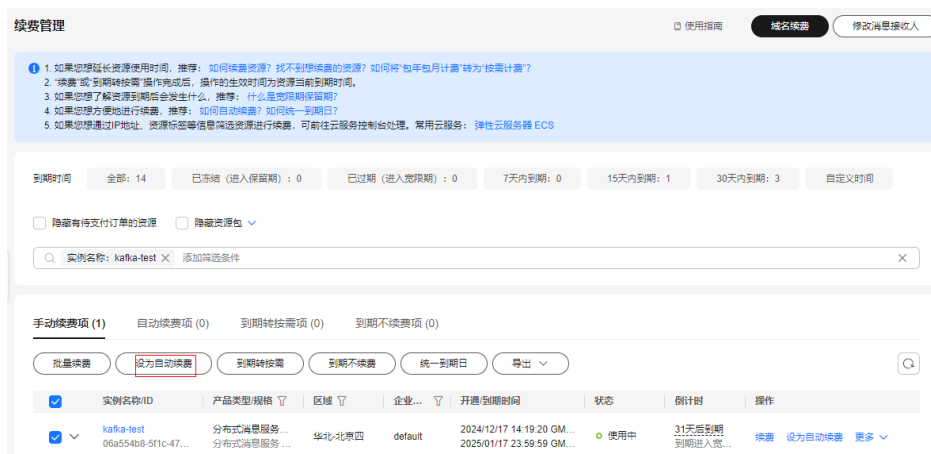 续费管理
使用指南 域名续费 修改消息接收人
1. 如果您想延长资源使用时间，推荐： 如何续费资源？找不到想续费的资源？如何将“包年包月计费”转为“按需计费”？
2. “续费”或“到期转按需”操作完成后，操作的生效时间为资源当前到期时间。
3. 如果您想了解资源到期后会发生什么，推荐： 什么是宽限期保留期？
4. 如果您想方便地进行续费，推荐： 如何自动续费？如何统一到期日？
5. 如果您想通过IP地址、资源标签等信息筛选资源进行续费，可前往云服务控制台处理。常用云服务： 弹性云服务器 ECS
到期时间 全部：14 已冻结（进入保留期）：0 已过期（进入宽限期）：0 7天内到期：0 15天内到期：1 30天内到期：3 自定义时间
隐藏有待支付订单的资源 隐藏资源包
实例名称：kafka-test 添加筛选条件
手动续费项 (1) 自动续费项 (0) 到期转按需项 (0) 到期不续费项 (0)
批量续费 设为自动续费 到期转按需 到期不续费 统一到期日 导出
实例名称/ID 产品类型/规格 区域 企业... 开通/到期时间 状态 倒计时 操作
kafka-test 分布式消息服务... 华北-北京四 default 2024/12/17 14:19:20 GM... 使用中 31天后到期 续费 设为自动续费 更多
06a554b8-5f1c-47... 分布式消息服务 ... 2025/01/17 23:59:59 GM... 到期进入宽...